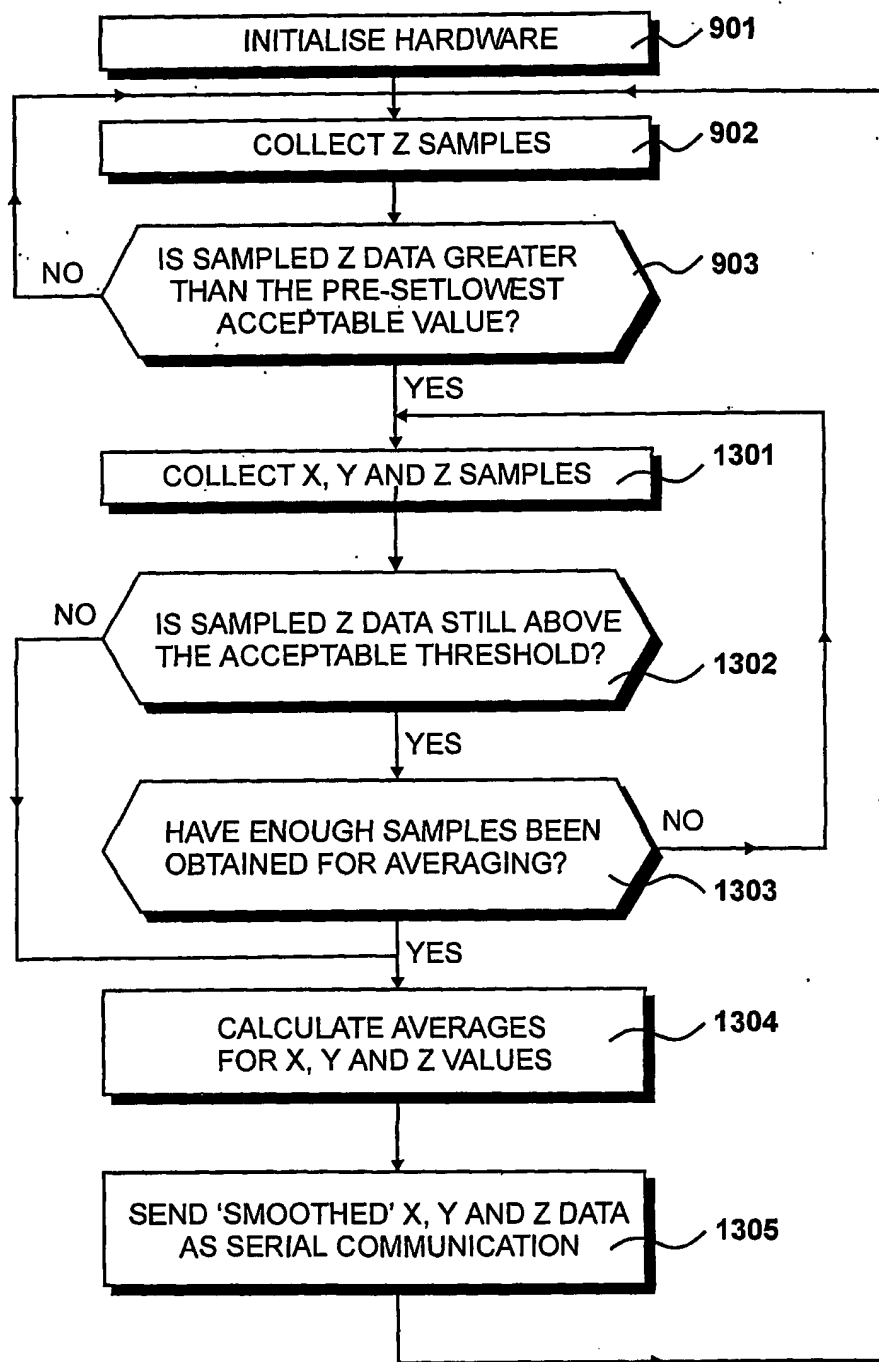 INITIALISE HARDWARE
901
COLLECT Z SAMPLES
902
IS SAMPLED Z DATA GREATER
THAN THE PRE-SETLOWEST
ACCEPTABLE VALUE?
903
NO
YES
COLLECT X, Y AND Z SAMPLES
1301
NO
IS SAMPLED Z DATA STILL ABOVE
THE ACCEPTABLE THRESHOLD?
1302
YES
HAVE ENOUGH SAMPLES BEEN
OBTAINED FOR AVERAGING?
NO
1303
YES
CALCULATE AVERAGES
FOR X, Y AND Z VALUES
1304
SEND ‘SMOOTHED’ X, Y AND Z DATA
AS SERIAL COMMUNICATION
1305